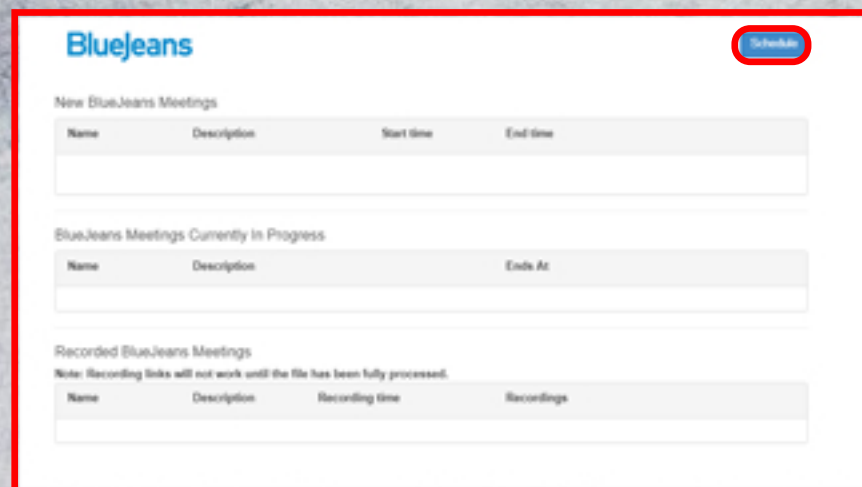 BlueJeans
Schedule
New BlueJeans Meetings
Name Description Start time End time
BlueJeans Meetings Currently In Progress
Name Description Ends At
Recorded BlueJeans Meetings
Note: Recording links will not work until the file has been fully processed.
Name Description Recording time Recordings